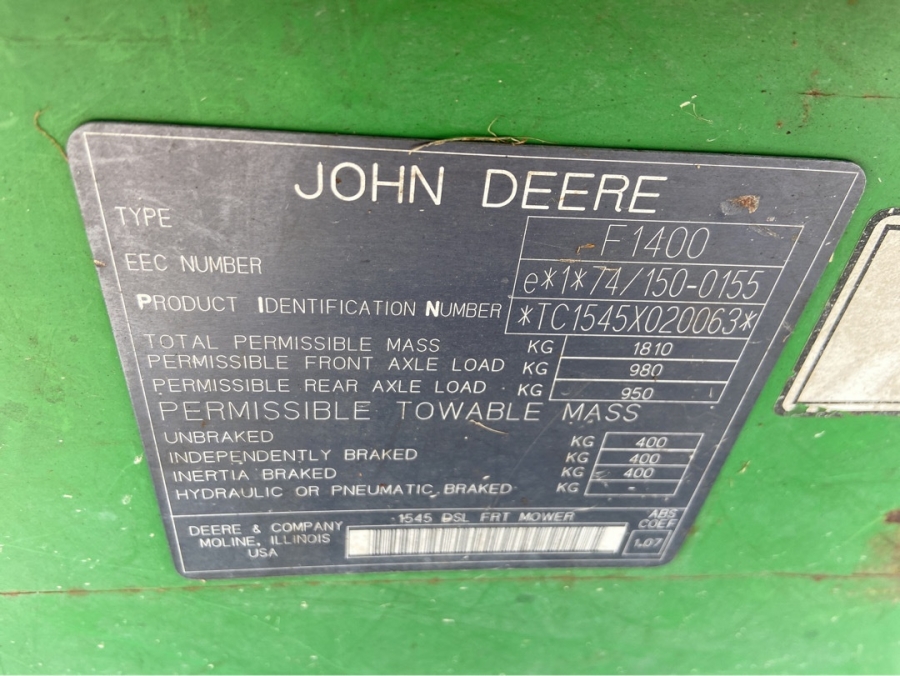 JOHN DEERE
TYPE F1400
EEC NUMBER e*1*74/150-0155
PRODUCT IDENTIFICATION NUMBER *TC1545X020063*
TOTAL PERMISSIBLE MASS KG 1810
PERMISSIBLE FRONT AXLE LOAD KG 980
PERMISSIBLE REAR AXLE LOAD KG 950
PERMISSIBLE TOWABLE MASS
UNBRAKED KG 400
INDEPENDENTLY BRAKED KG 400
INERTIA BRAKED KG 400
HYDRAULIC OR PNEUMATIC BRAKED KG -
1545 DSL FRT MOWER
DEERE & COMPANY
MOLINE, ILLINOIS
USA
ABS
COEF
1.07